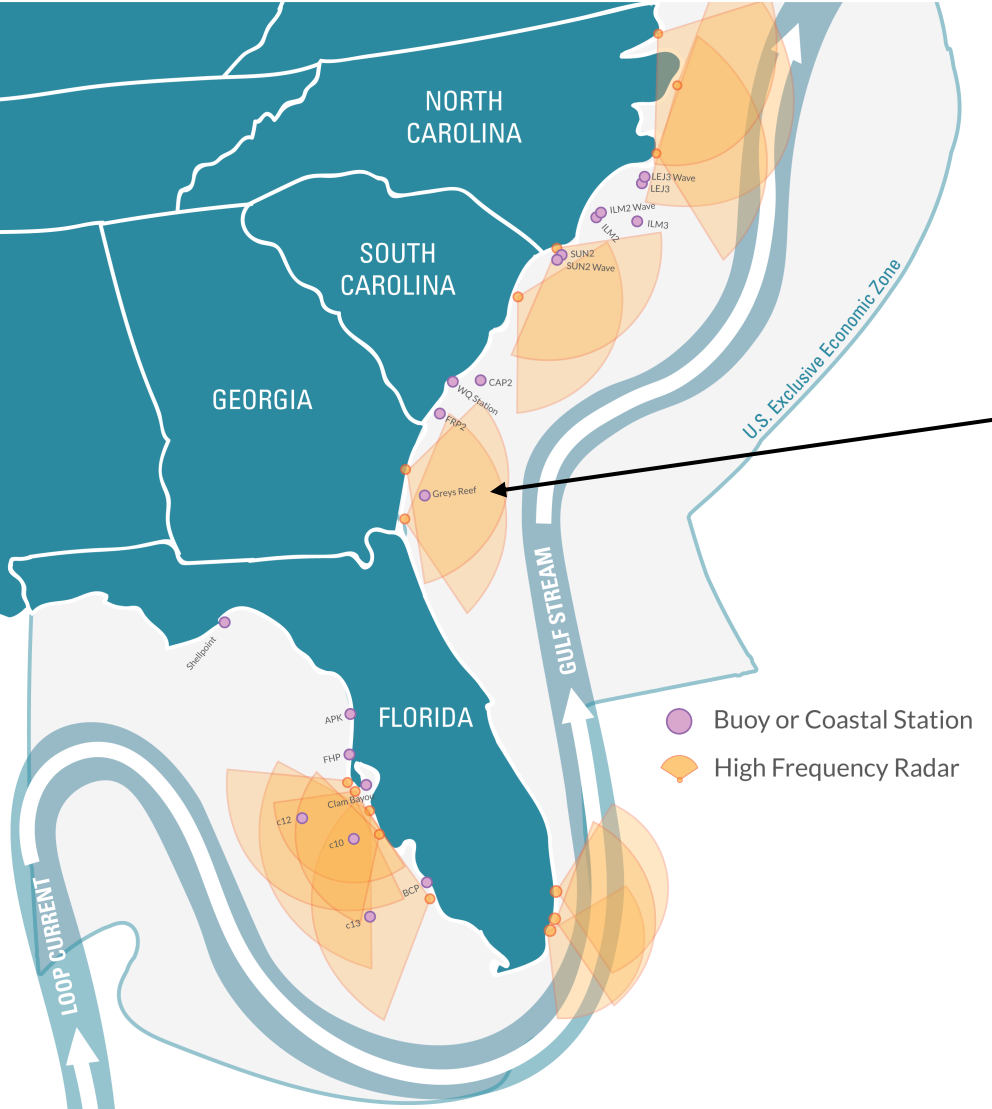 NORTH
CAROLINA
LEJ3 Wave
LEJ3
ILM2 Wave
ILM2
ILM3
SOUTH
CAROLINA
SUN2
SUN2 Wave
U.S. Exclusive Economic Zone
GEORGIA
CAP2
WQ Station
FRP2
Greys Reef
GULF STREAM
Shellpoint
APK
FLORIDA
Buoy or Coastal Station
FHP
High Frequency Radar
Clam Bayou
c12
c10
BCP
c13
LOOP CURRENT